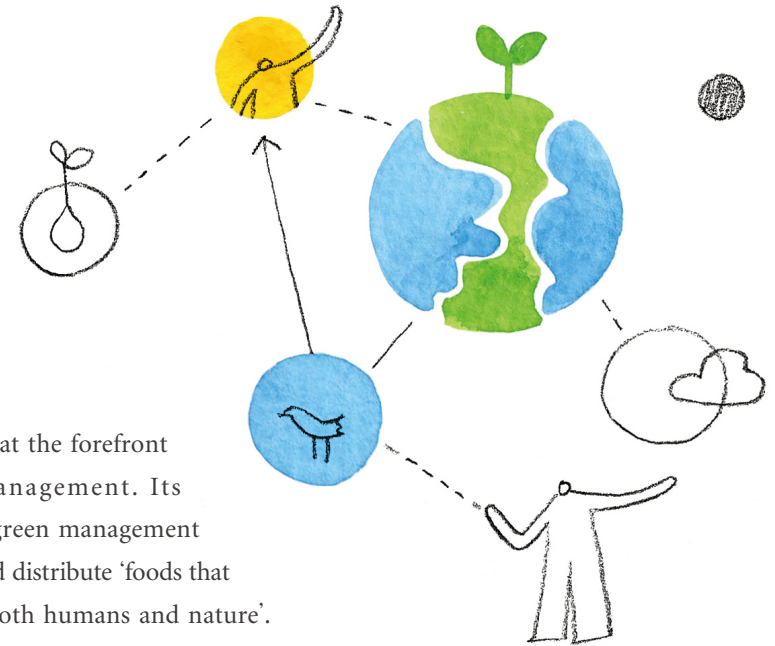 at the forefront
anagement. Its
green management
d distribute ‘foods that
oth humans and nature’.